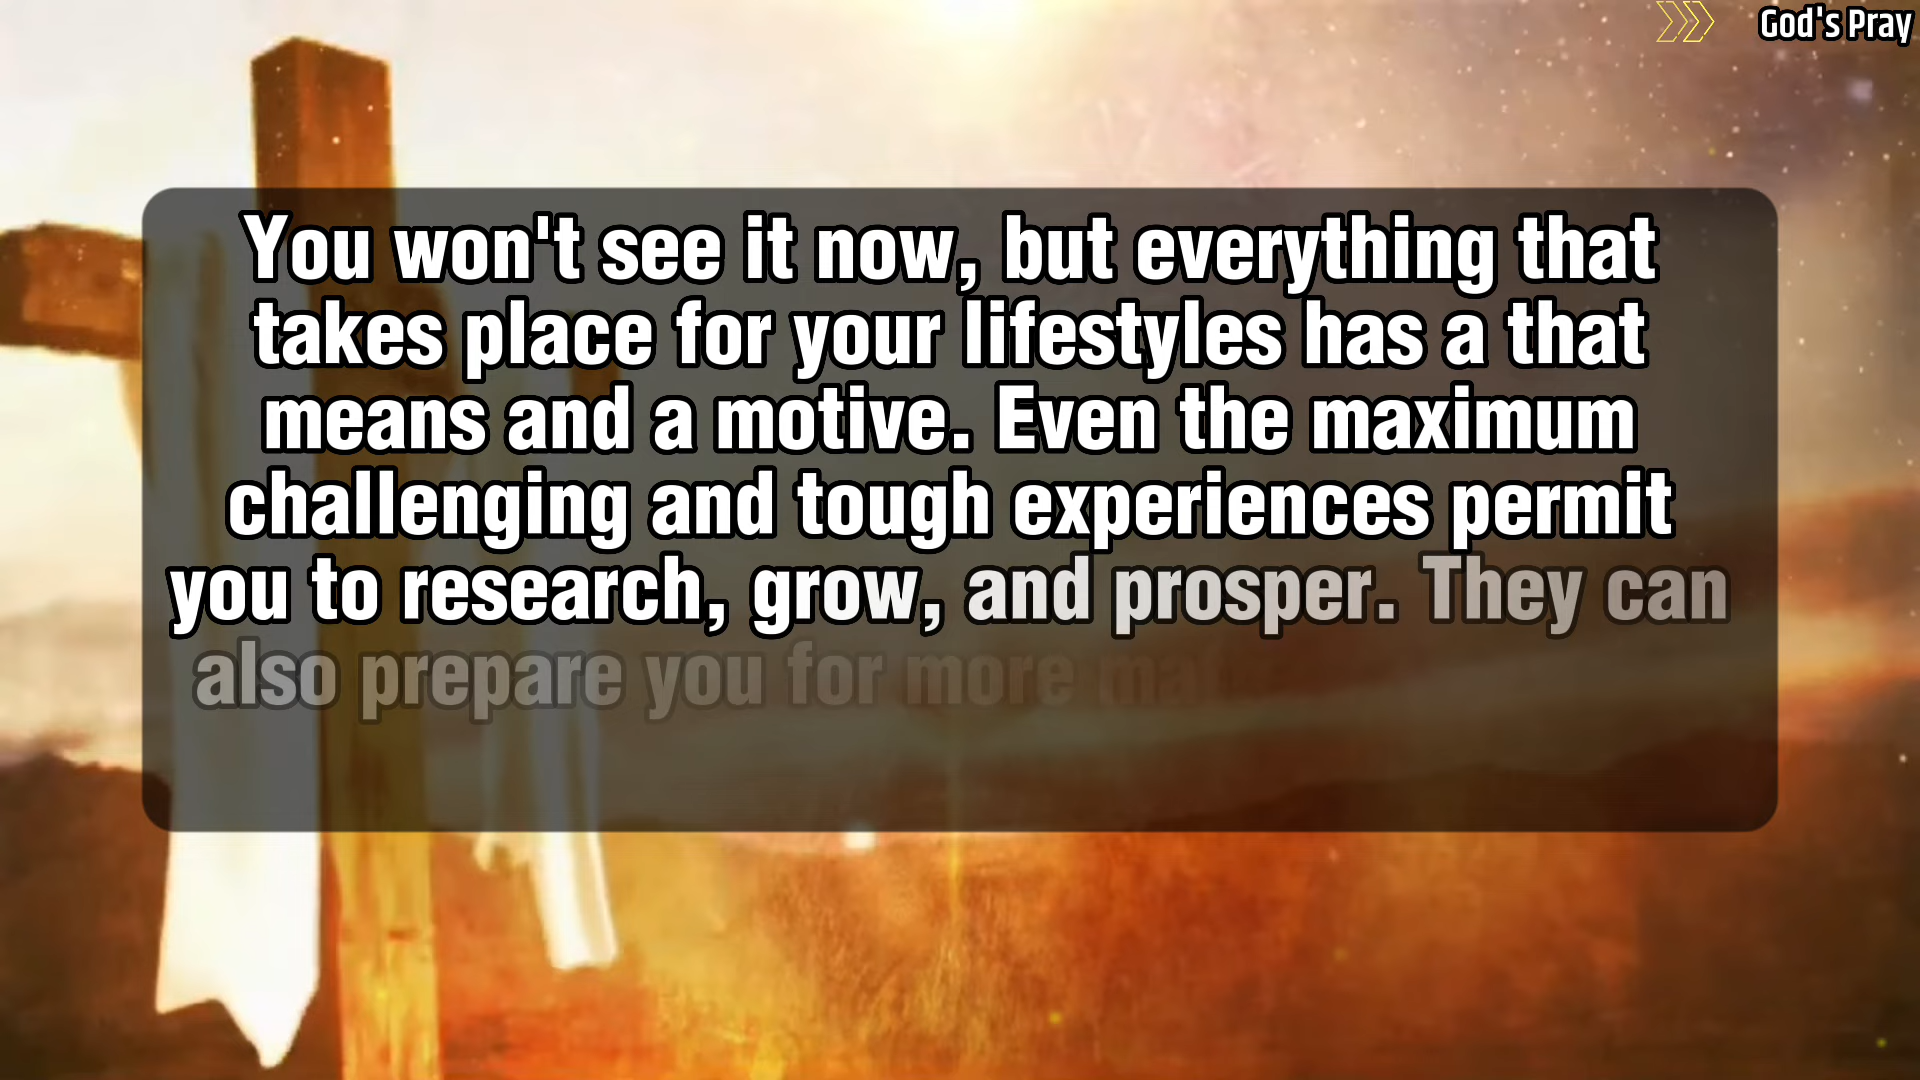 God's Pray
You won't see it now, but everything that
takes place for your lifestyles has a that
means and a motive. Even the maximum
challenging and tough experiences permit
you to research, grow, and prosper. They can
also prepare you for more